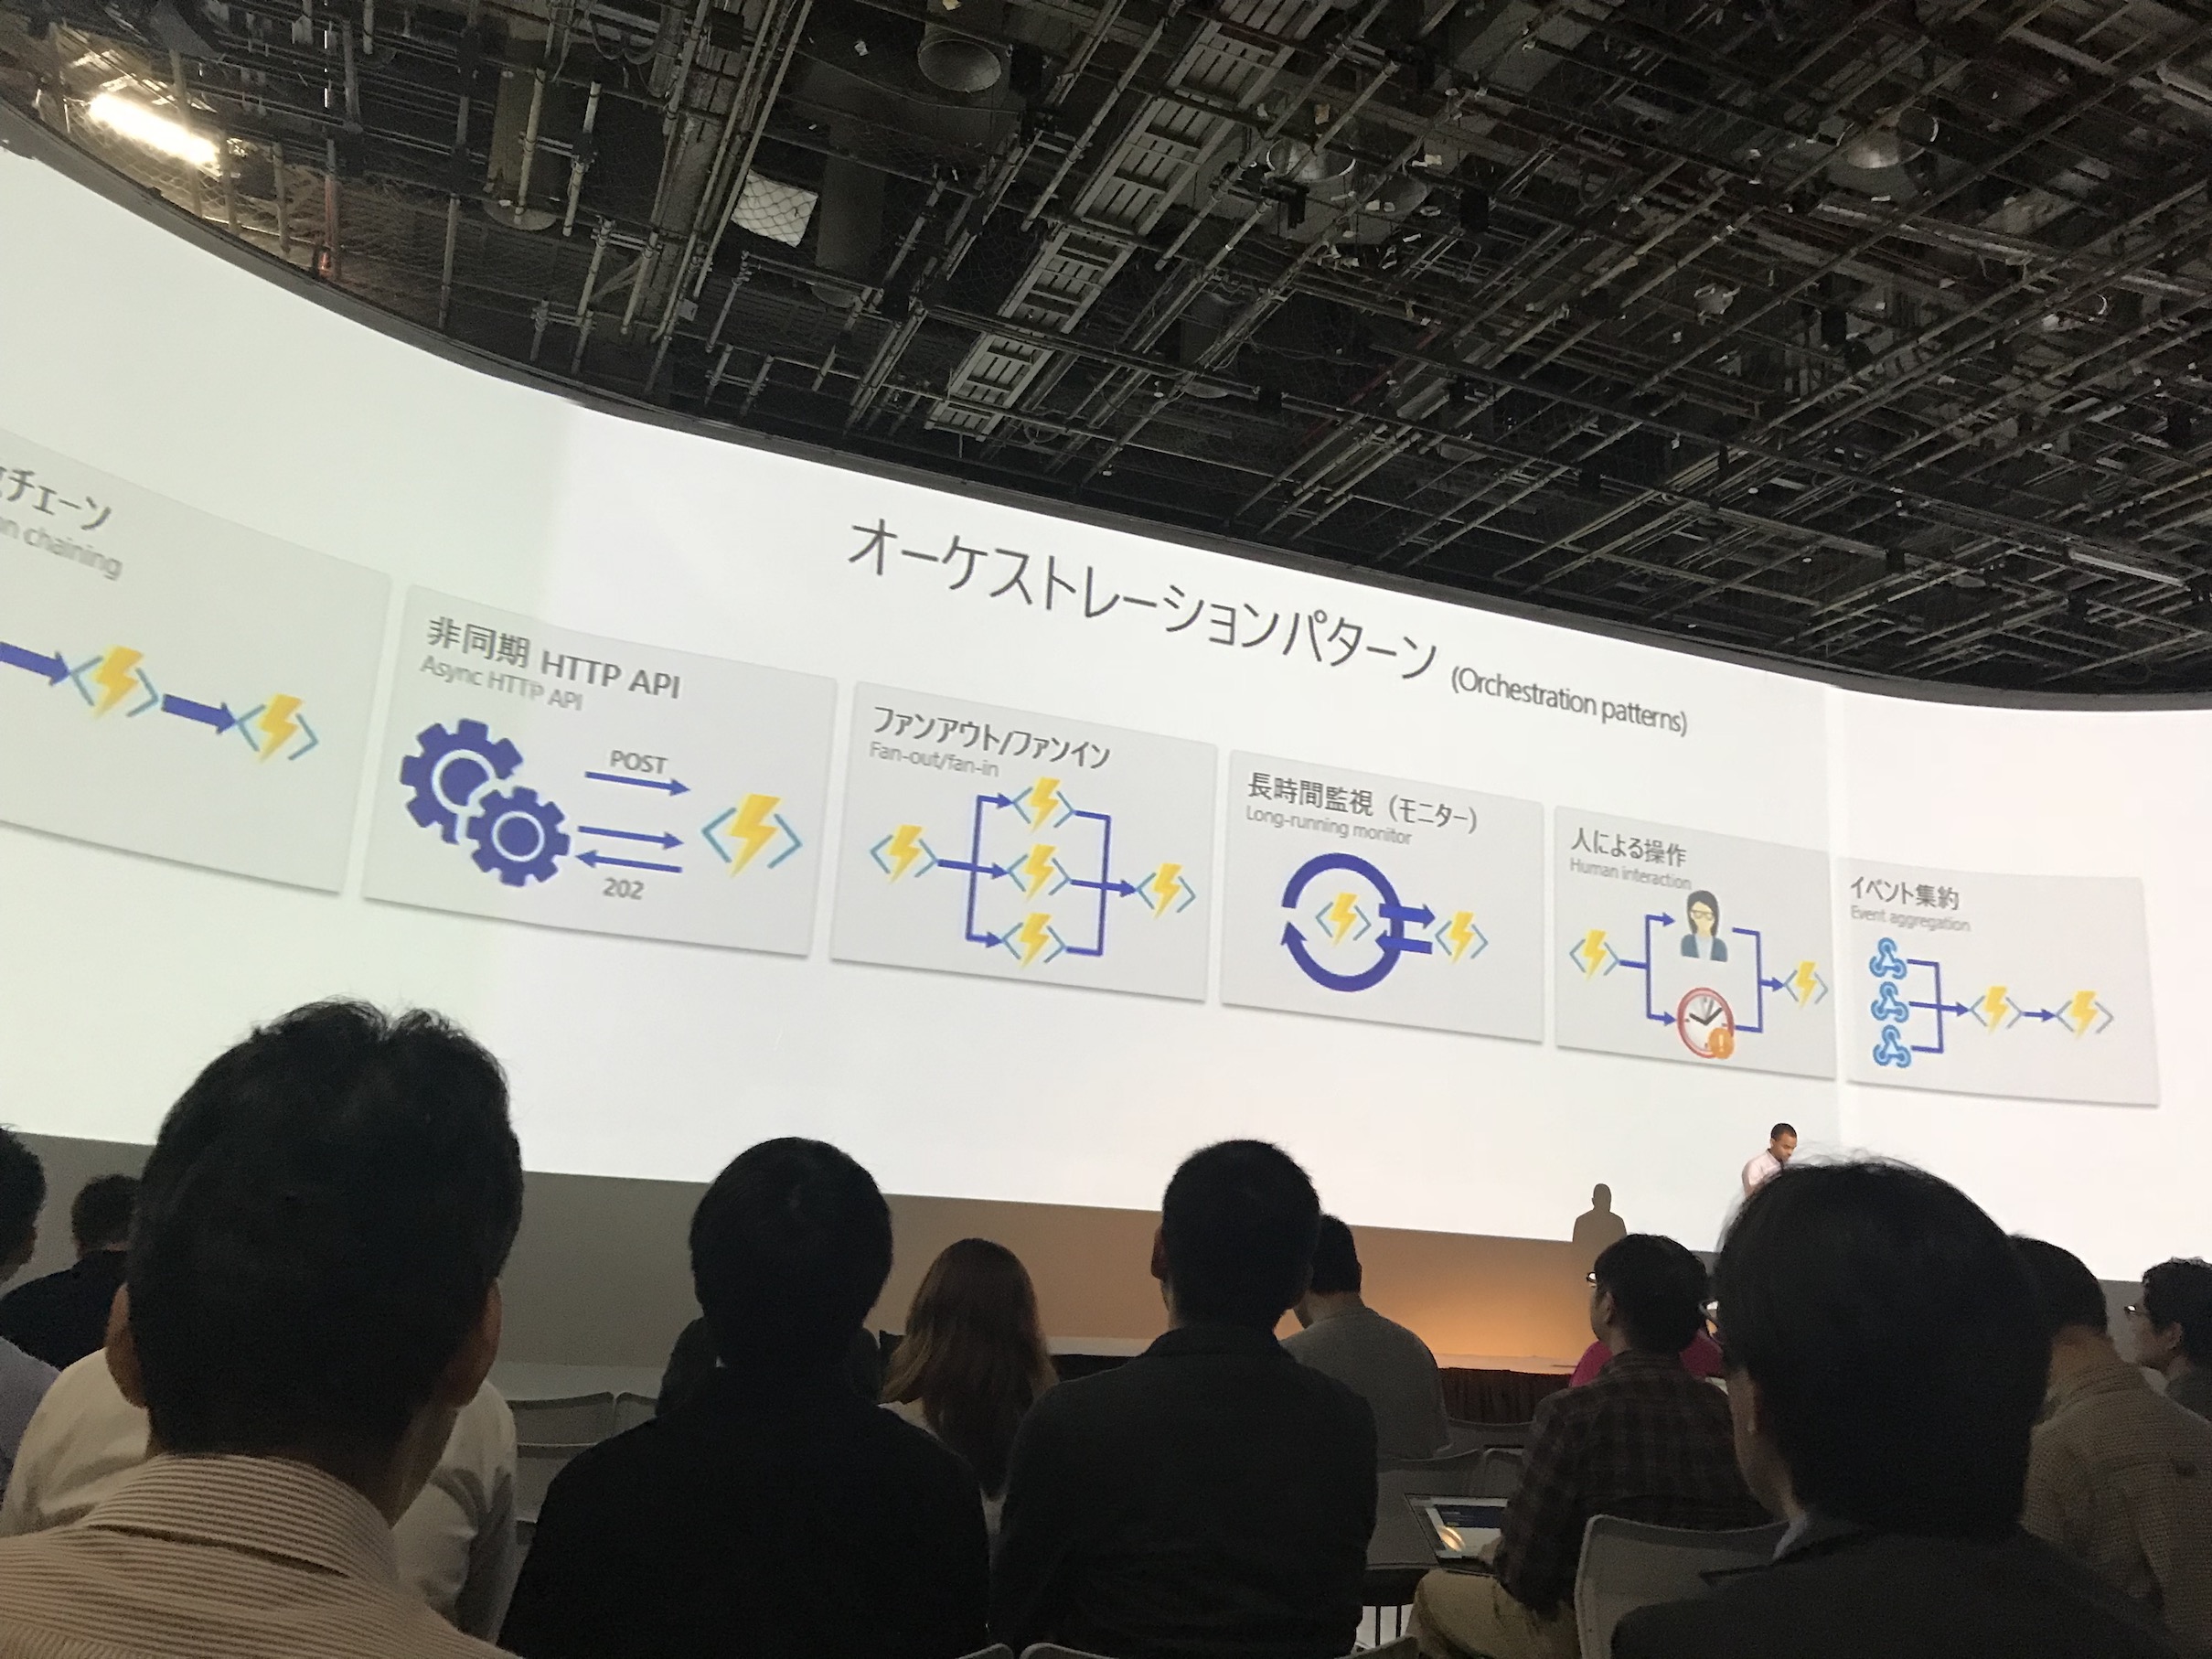 オーケストレーションパターン (Orchestration patterns)
チェーン
chaining
非同期 HTTP API
Async HTTP API
POST
202
ファンアウト/ファンイン
Fan-out/fan-in
長時間監視（モニター）
Long-running monitor
人による操作
Human interaction
イベント集約
Event aggregation